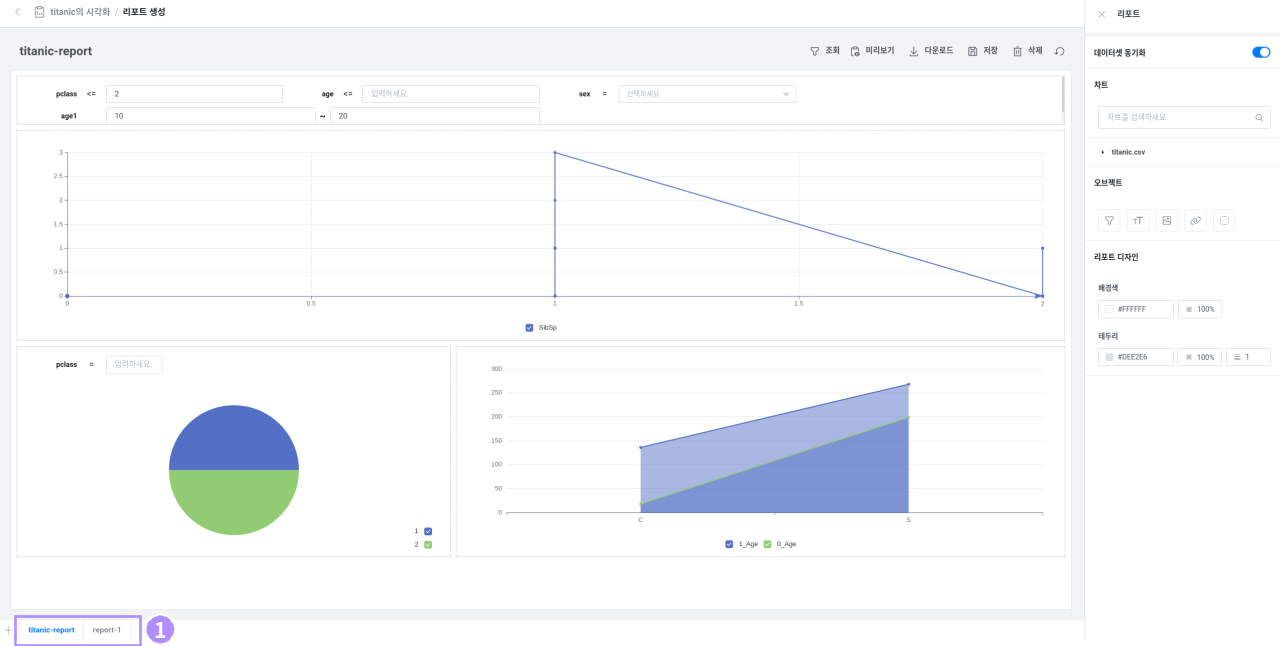 titanic의 시각화 / 리포트 생성
리포트
titanic-report
조회 미리보기 다운로드 저장 삭제
pclass <= 2 age <= 입력하세요. sex = 선택하세요.
age1 10 ~ 20
3
2.5
2
1.5
1
0.5
0
0 0.5 1 1.5 2
SibSp
pclass = 입력하세요.
1
2
300
250
200
150
100
50
0
C S
1_Age 0_Age
titanic-report report-1 1
데이터셋 동기화
차트
차트를 검색하세요.
titanic.csv
오브젝트
TT
리포트 디자인
배경색
#FFFFFF 100%
테두리
#DEE2E6 100% 1